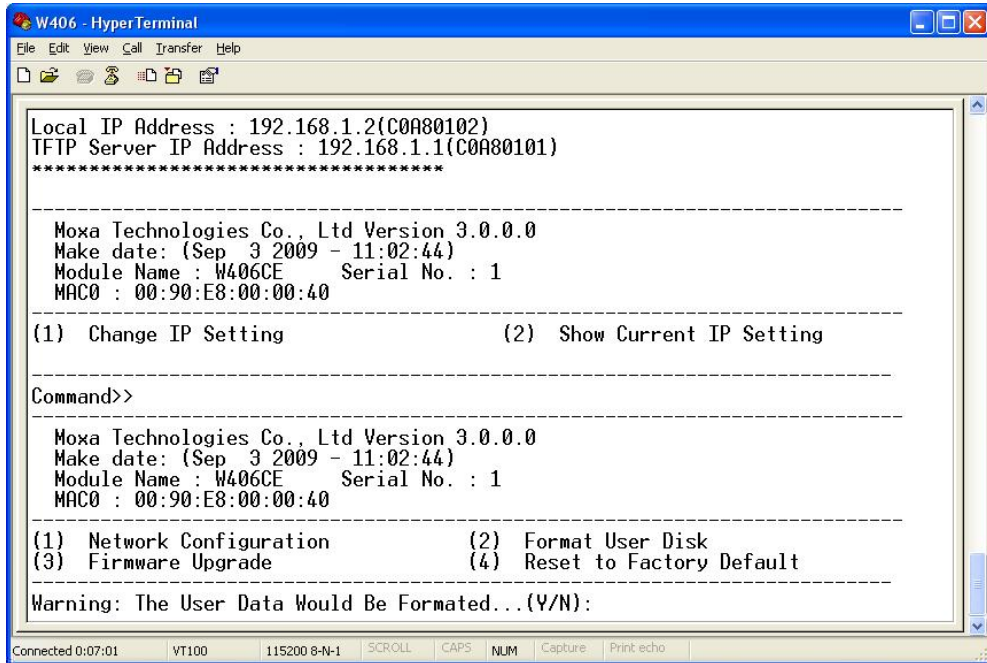 W406 - HyperTerminal
File Edit View Call Transfer Help
Local IP Address : 192.168.1.2(C0A80102)
TFTP Server IP Address : 192.168.1.1(C0A80101)
************************************
----------------------------------------------------------------------------
Moxa Technologies Co., Ltd Version 3.0.0.0
Make date: (Sep  3 2009 - 11:02:44)
Module Name : W406CE     Serial No. : 1
MAC0 : 00:90:E8:00:00:40
----------------------------------------------------------------------------
(1)  Change IP Setting                   (2)  Show Current IP Setting
---------------------------------------------------------------------------
Command>>
----------------------------------------------------------------------------
Moxa Technologies Co., Ltd Version 3.0.0.0
Make date: (Sep  3 2009 - 11:02:44)
Module Name : W406CE     Serial No. : 1
MAC0 : 00:90:E8:00:00:40
----------------------------------------------------------------------------
(1)  Network Configuration            (2)  Format User Disk
(3)  Firmware Upgrade                 (4)  Reset to Factory Default
---------------------------------------------------------------------------
Warning: The User Data Would Be Formated...(Y/N):
Connected 0:07:01 VT100 115200 8-N-1 SCROLL CAPS NUM Capture Print echo